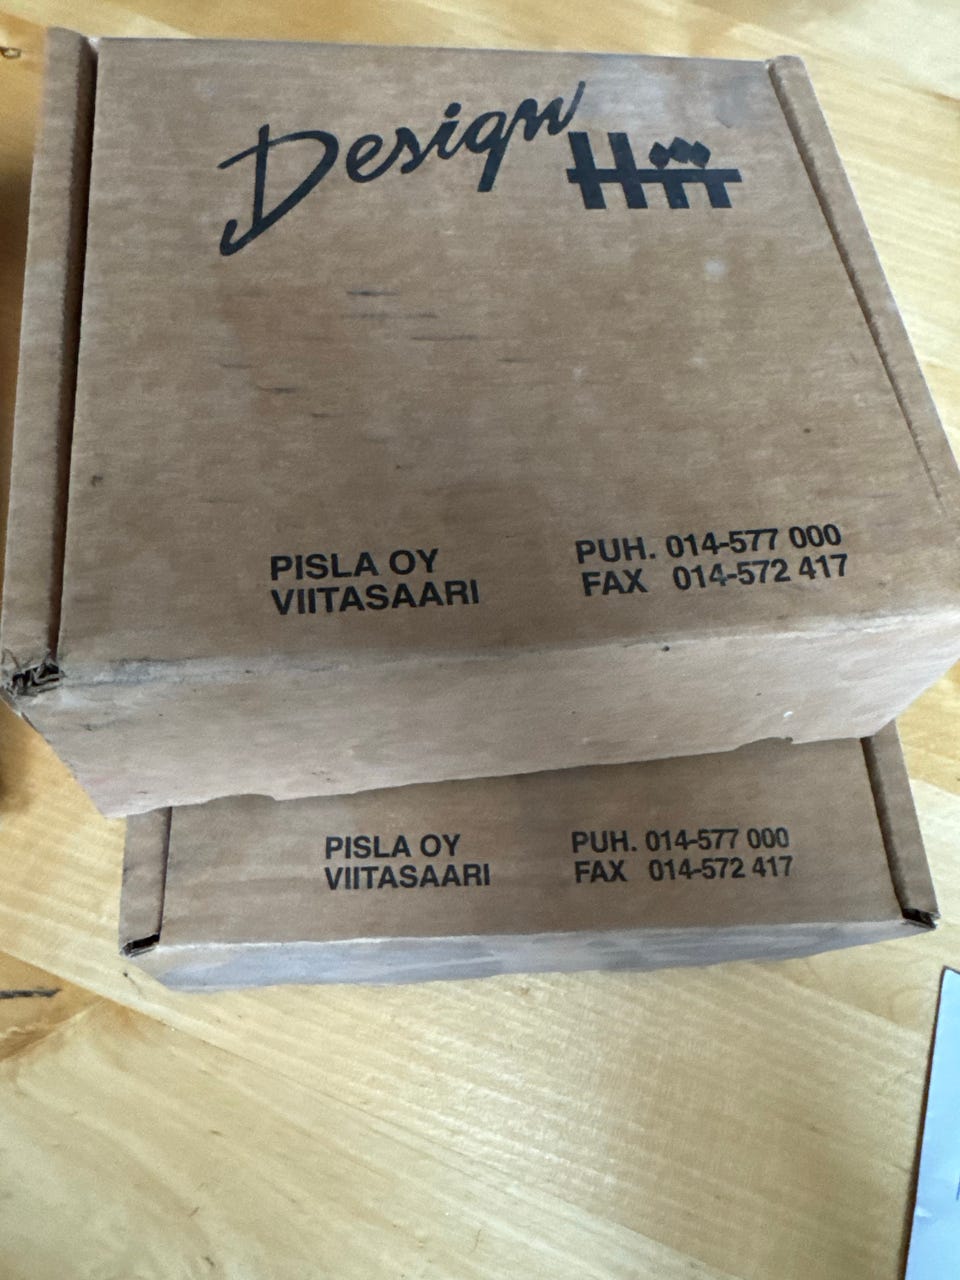 Design
PISLA OY
VIITASAARI
PUH. 014-577 000
FAX 014-572 417
PISLA OY
VIITASAARI
PUH. 014-577 000
FAX 014-572 417